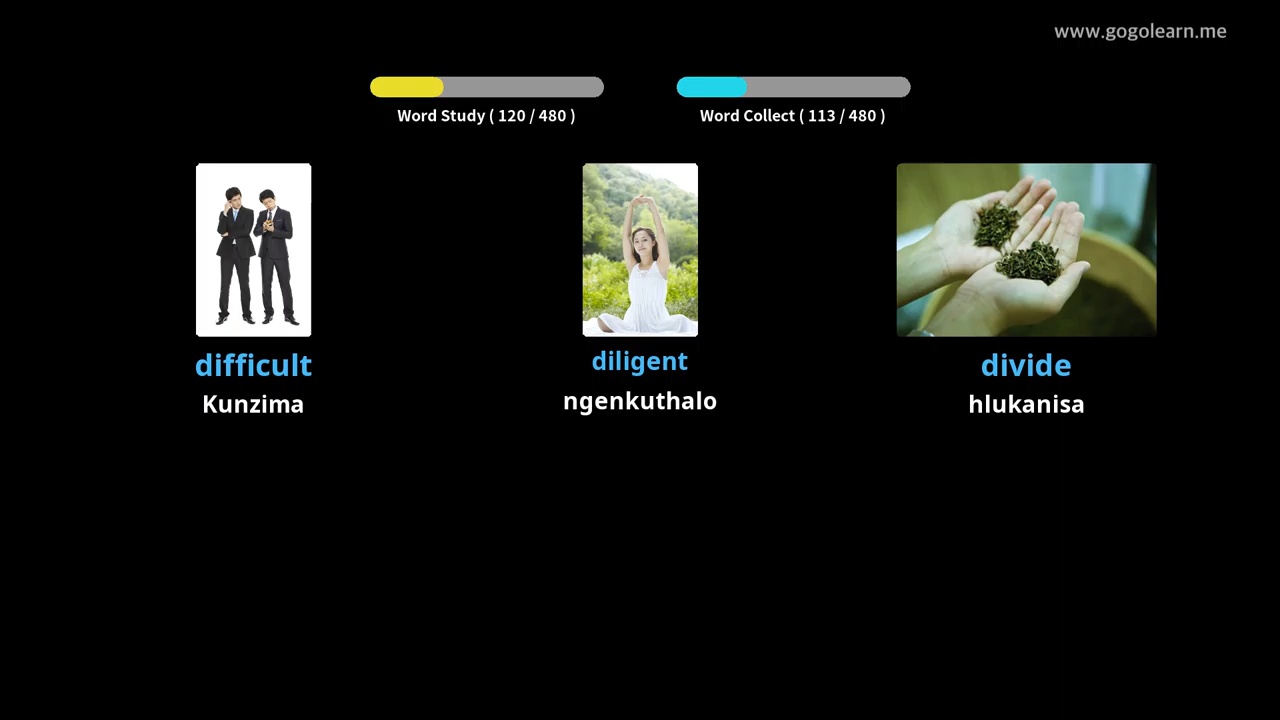 www.gogolearn.me
Word Study ( 120 / 480 )
Word Collect ( 113 / 480 )
difficult
Kunzima
diligent
ngenkuthalo
divide
hlukanisa